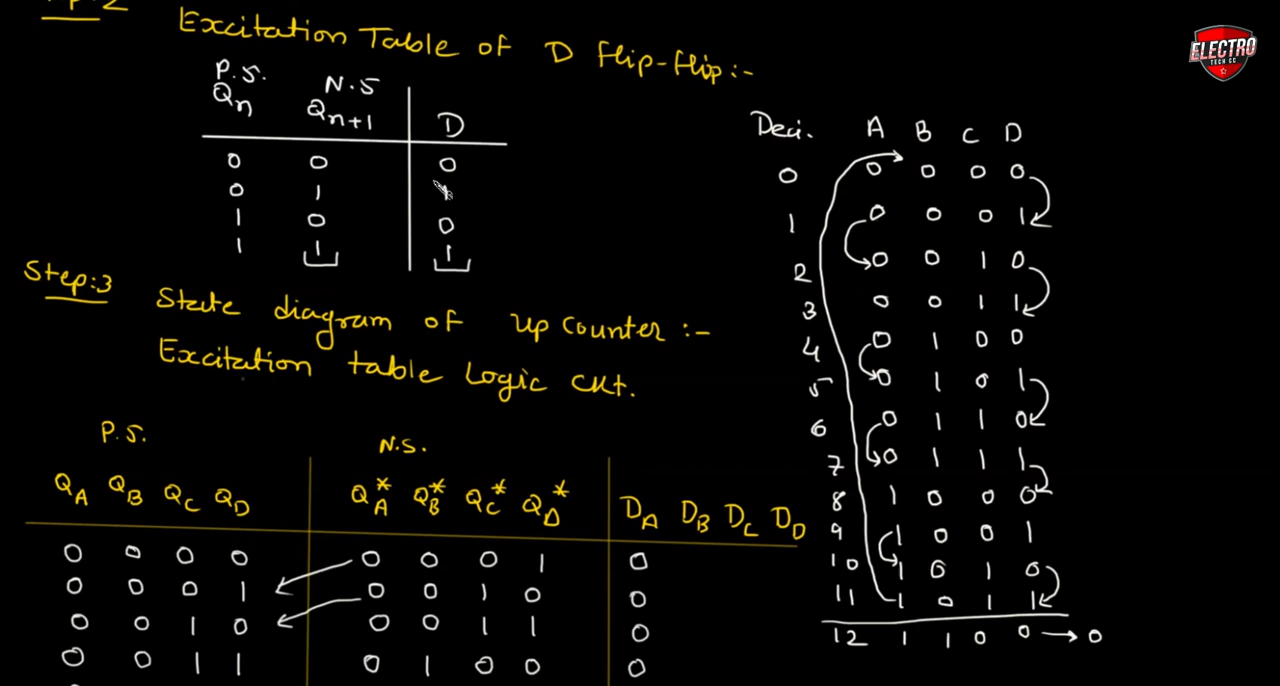 Excitation Table of D flip-flip:-
P.S. N.S
Qn Qn+1 D
0 0 0
0 1 1
1 0 0
1 1 1
Step:3 State diagram of up counter:-
Excitation table Logic CKT.
P.S. N.S.
QA QB QC QD QA* QB* QC* QD* DA DB DC DD
0 0 0 0 0 0 0 1 0
0 0 0 1 0 0 1 0 0
0 0 1 0 0 0 1 1 0
0 0 1 1 0 1 0 0 0
Deci. A B C D
0 0 0 0 0
1 0 0 0 1
2 0 0 1 0
3 0 0 1 1
4 0 1 0 0
5 0 1 0 1
6 0 1 1 0
7 0 1 1 1
8 1 0 0 0
9 1 0 0 1
10 1 0 1 0
11 1 0 1 1
12 1 1 0 0 → 0
ELECTRO
TECH CC